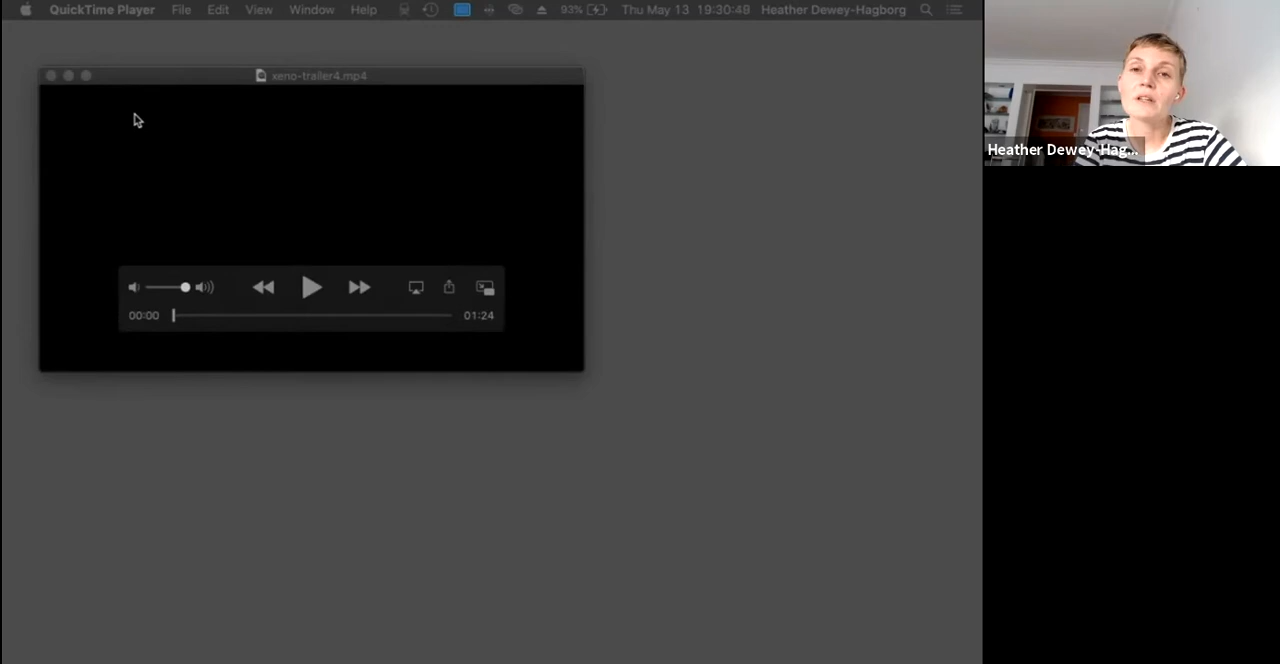 QuickTime Player File Edit View Window Help 93% Thu May 13 19:30:48 Heather Dewey-Hagborg
xeno-trailer4.mp4
Heather Dewey-Hag...
00:00 01:24